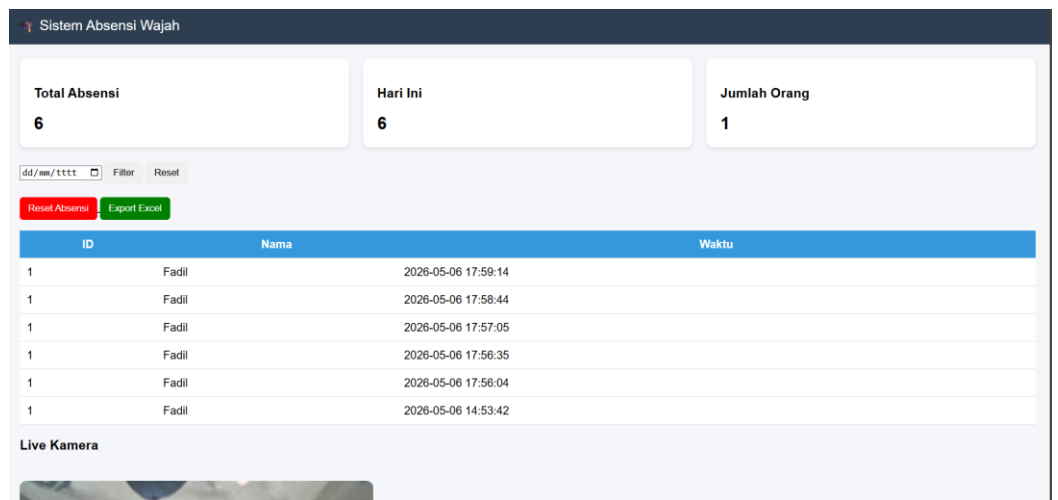 Sistem Absensi Wajah
Total Absensi
6
Hari Ini
6
Jumlah Orang
1
dd/mm/tttt Filter Reset
Reset Absensi Export Excel
ID Nama Waktu
1 Fadil 2026-05-06 17:59:14
1 Fadil 2026-05-06 17:58:44
1 Fadil 2026-05-06 17:57:05
1 Fadil 2026-05-06 17:56:35
1 Fadil 2026-05-06 17:56:04
1 Fadil 2026-05-06 14:53:42
Live Kamera